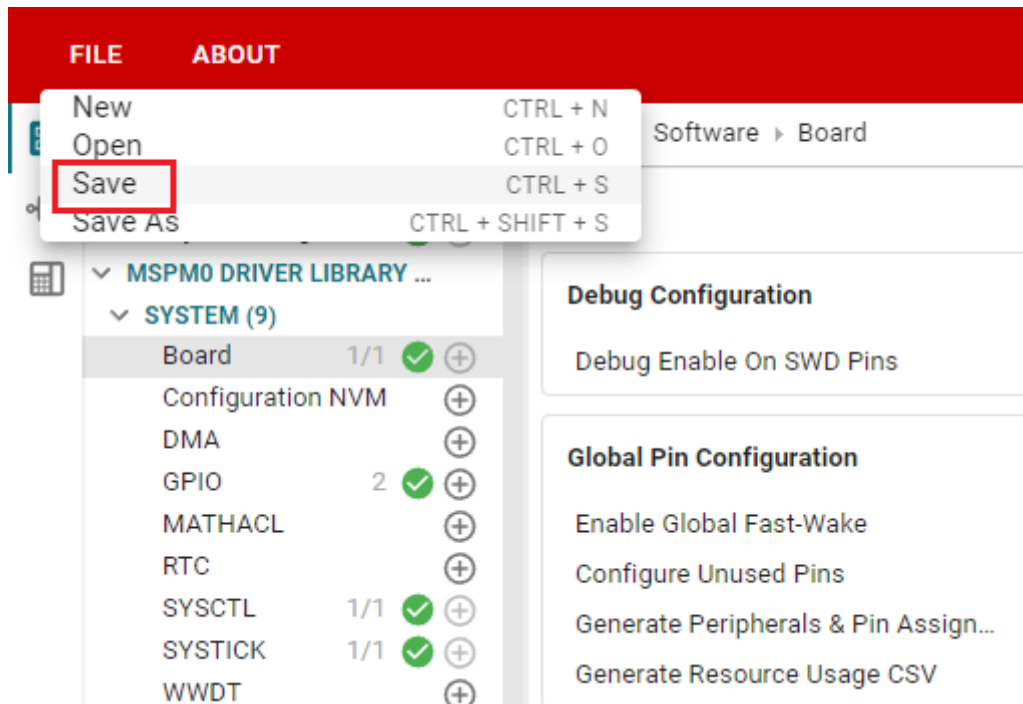 FILE ABOUT
New CTRL + N
Open CTRL + O
Save CTRL + S
Save As CTRL + SHIFT + S
Software Board
MSPM0 DRIVER LIBRARY ...
SYSTEM (9)
Board 1/1
Configuration NVM
DMA
GPIO 2
MATHACL
RTC
SYSCTL 1/1
SYSTICK 1/1
WWDT
Debug Configuration
Debug Enable On SWD Pins
Global Pin Configuration
Enable Global Fast-Wake
Configure Unused Pins
Generate Peripherals & Pin Assign...
Generate Resource Usage CSV